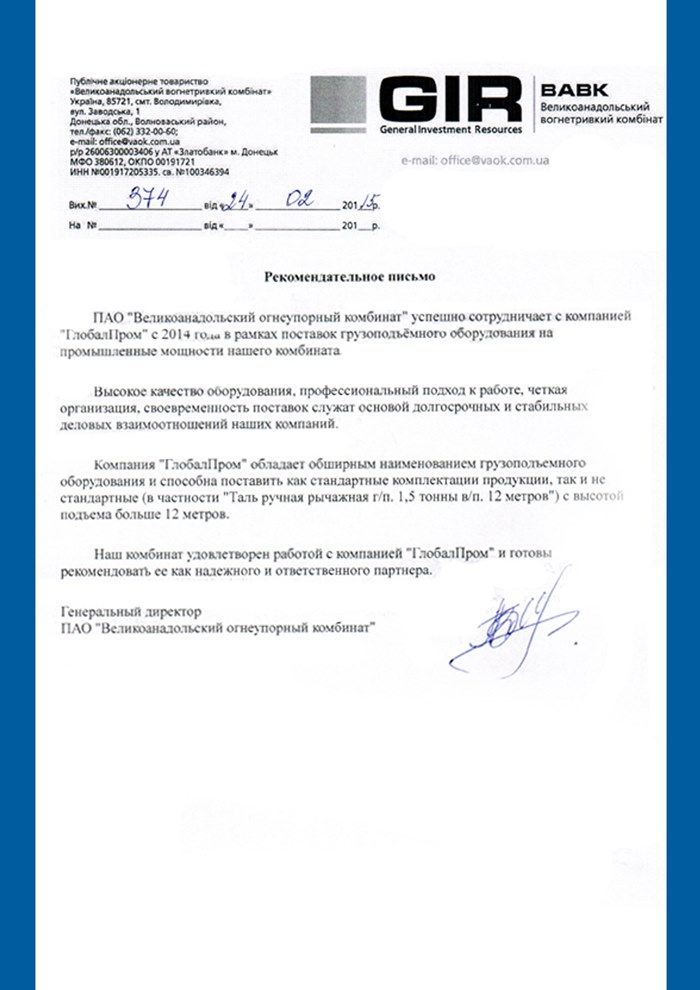 Публічне акціонерне товариство
«Великоанадольський вогнетривкий комбінат»
Україна, 85721, смт. Володимирівка,
вул. Заводська, 1
Донецька обл., Волноваський район,
тел./факс: (062) 332-00-60;
e-mail: office@vaok.com.ua
р/р 26006300003406 у АТ «Златобанк» м. Донецьк
МФО 380612, ОКПО 00191721
ИНН №001917205335. св. №100346394
GIR
General Investment Resources
ВАВК
Великоанадольський
вогнетривкий комбінат
e-mail: office@vaok.com.ua
Вих.№ 374 від «24» 02 2015р.
На № від « » 201 р.
Рекомендательное письмо
ПАО "Великоанадольский огнеупорный комбинат" успешно сотрудничает с компанией
"ГлобалПром" с 2014 года в рамках поставок грузоподъёмного оборудования на
промышленные мощности нашего комбината
Высокое качество оборудования, профессиональный подход к работе, четкая
организация, своевременность поставок служат основой долгосрочных и стабильных
деловых взаимоотношений наших компаний.
Компания "ГлобалПром" обладает обширным наименованием грузоподъемного
оборудования и способна поставить как стандартные комплектации продукции, так и не
стандартные (в частности "Таль ручная рычажная г/п. 1,5 тонны в/п. 12 метров") с высотой
подъема больше 12 метров.
Наш комбинат удовлетворен работой с компанией "ГлобалПром" и готовы
рекомендовать ее как надежного и ответственного партнера.
Генеральный директор
ПАО "Великоанадольский огнеупорный комбинат"